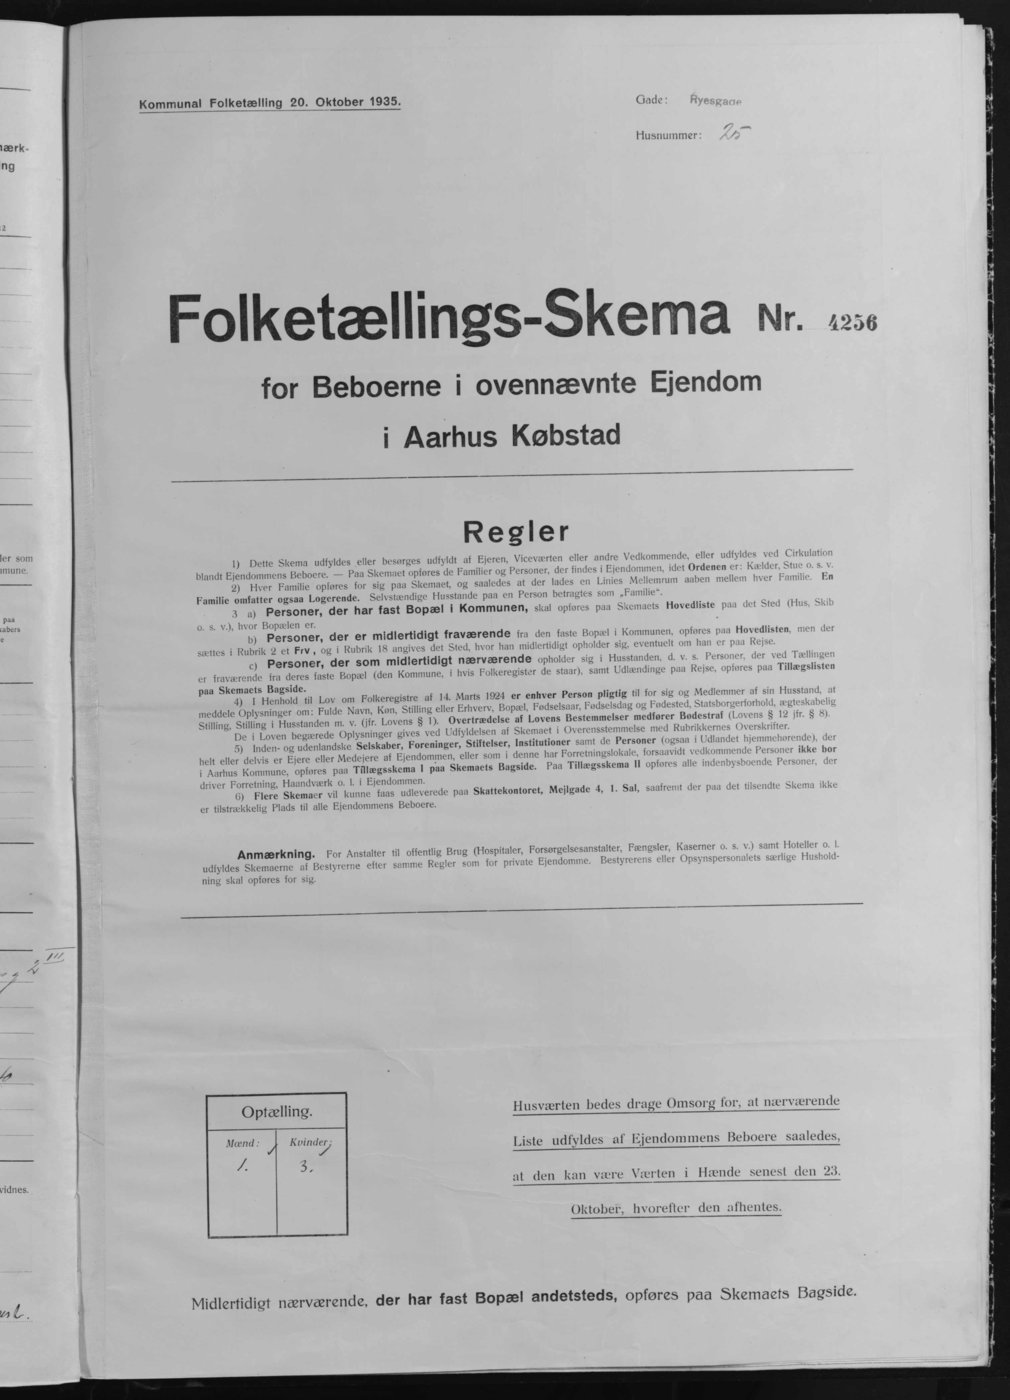 Kommunal Folketælling 20. Oktober 1935.
Gade: Ryesgade
Husnummer: 25
Folketællings-Skema Nr. 4256
for Beboerne i ovennævnte Ejendom
i Aarhus Købstad
Regler
1) Dette Skema udfyldes eller besørges udfyldt af Ejeren, Viceværten eller andre Vedkommende, eller udfyldes ved Cirkulation
blandt Ejendommens Beboere. — Paa Skemaet opføres de Familier og Personer, der findes i Ejendommen, idet Ordenen er: Kælder, Stue o. s. v.
2) Hver Familie opføres for sig paa Skemaet, og saaledes at der lades en Linies Mellemrum aaben mellem hver Familie. En
Familie omfatter ogsaa Logerende. Selvstændige Husstande paa en Person betragtes som „Familie“.
3 a) Personer, der har fast Bopæl i Kommunen, skal opføres paa Skemaets Hovedliste paa det Sted (Hus, Skib
o. s. v.), hvor Bopælen er.
b) Personer, der er midlertidigt fraværende fra den faste Bopæl i Kommunen, opføres paa Hovedlisten, men der
sættes i Rubrik 2 et Frv, og i Rubrik 18 angives det Sted, hvor han midlertidigt opholder sig, eventuelt om han er paa Rejse.
c) Personer, der som midlertidigt nærværende opholder sig i Husstanden, d. v. s. Personer, der ved Tællingen
er fraværende fra deres faste Bopæl (den Kommune, i hvis Folkeregister de staar), samt Udlændinge paa Rejse, opføres paa Tillægslisten
paa Skemaets Bagside.
4) I Henhold til Lov om Folkeregistre af 14. Marts 1924 er enhver Person pligtig til for sig og Medlemmer af sin Husstand, at
meddele Oplysninger om: Fulde Navn, Køn, Stilling eller Erhverv, Bopæl, Fødselsaar, Fødselsdag og Fødested, Statsborgerforhold, ægteskabelig
Stilling, Stilling i Husstanden m. v. (jfr. Lovens § 1). Overtrædelse af Lovens Bestemmelser medfører Bødestraf (Lovens § 12 jfr. § 8).
De i Loven begærede Oplysninger gives ved Udfyldelsen af Skemaet i Overensstemmelse med Rubrikkernes Overskrifter.
5) Inden- og udenlandske Selskaber, Foreninger, Stiftelser, Institutioner samt de Personer (ogsaa i Udlandet hjemmehørende), der
helt eller delvis er Ejere eller Medejere af Ejendommen, eller som i denne har Forretningslokale, forsaavidt vedkommende Personer ikke bor
i Aarhus Kommune, opføres paa Tillægsskema I paa Skemaets Bagside. Paa Tillægsskema II opføres alle indenbysboende Personer, der
driver Forretning, Haandværk o. l. i Ejendommen.
6) Flere Skemaer vil kunne faas udleverede paa Skattekontoret, Mejlgade 4, 1. Sal, saafremt der paa det tilsendte Skema ikke
er tilstrækkelig Plads til alle Ejendommens Beboere.
Anmærkning. For Anstalter til offentlig Brug (Hospitaler, Forsørgelsesanstalter, Fængsler, Kaserner o. s. v.) samt Hoteller o. l.
udfyldes Skemaerne af Bestyrerne efter samme Regler som for private Ejendomme. Bestyrerens eller Opsynspersonalets særlige Hushold-
ning skal opføres for sig.
Optælling.
Mænd: Kvinder:
1. 3.
Husværten bedes drage Omsorg for, at nærværende
Liste udfyldes af Ejendommens Beboere saaledes,
at den kan være Værten i Hænde senest den 23.
Oktober, hvorefter den afhentes.
Midlertidigt nærværende, der har fast Bopæl andetsteds, opføres paa Skemaets Bagside.